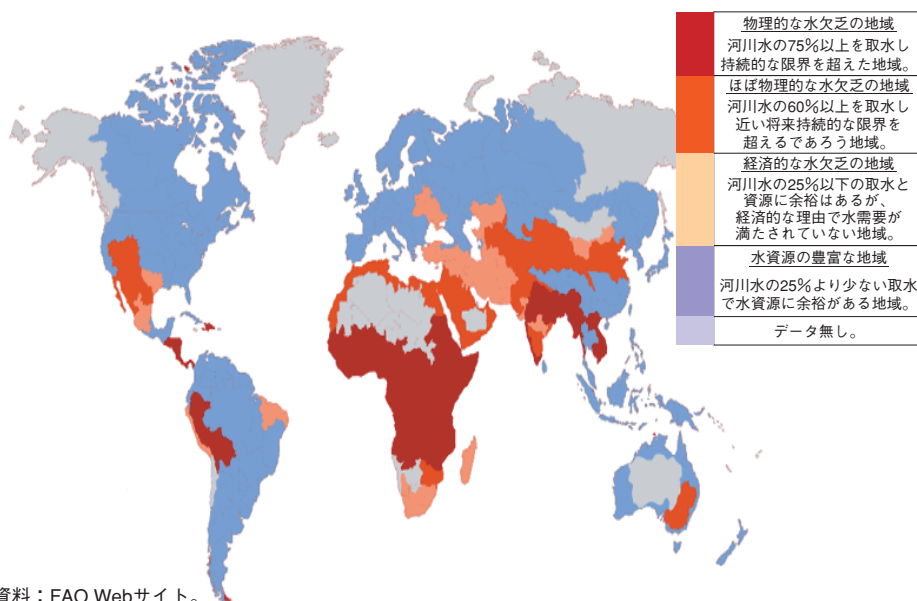 物理的な水欠乏の地域
河川水の75%以上を取水し
持続的な限界を超えた地域。
ほぼ物理的な水欠乏の地域
河川水の60%以上を取水し
近い将来持続的な限界を
超えるであろう地域。
経済的な水欠乏の地域
河川水の25%以下の取水と
資源に余裕はあるが、
経済的な理由で水需要が
満たされていない地域。
水資源の豊富な地域
河川水の25%より少ない取水
で水資源に余裕がある地域。
データ無し。
資料：FAO Webサイト。